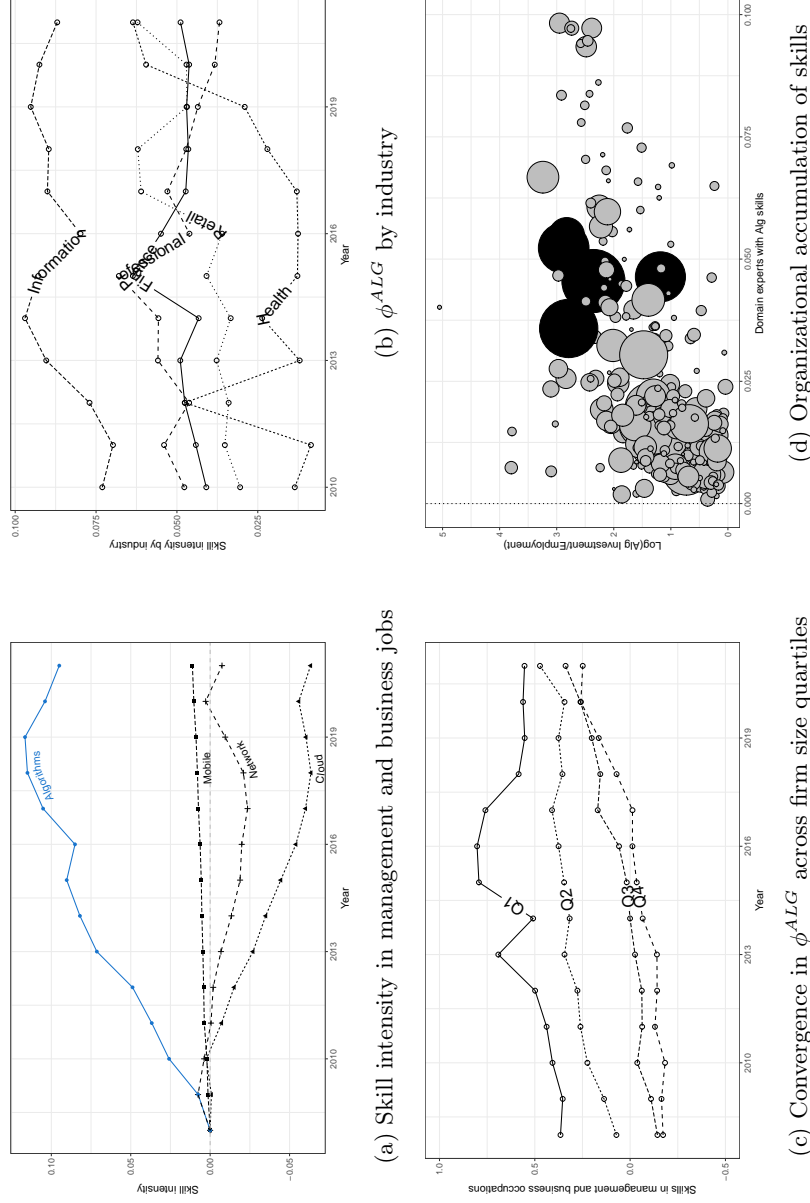 0.10
0.05
0.00
−0.05
Skill intensity
Algorithms
Mobile
Network
Cloud
2010
2013
2016
2019
Year
(a) Skill intensity in management and business jobs
0.100
0.075
0.050
0.025
Skill intensity by industry
Information
Professional
Finance
Retail
Health
2010
2013
2016
2019
Year
(b) ϕ^{ALG} by industry
1.0
0.5
0.0
−0.5
Skills in management and business occupations
Q1
Q2
Q3
Q4
2010
2013
2016
2019
Year
(c) Convergence in ϕ^{ALG} across firm size quartiles
5
4
3
2
1
0
Log(Alg Investment/Employment)
0.000
0.025
0.050
0.075
0.100
Domain experts with Alg skills
(d) Organizational accumulation of skills